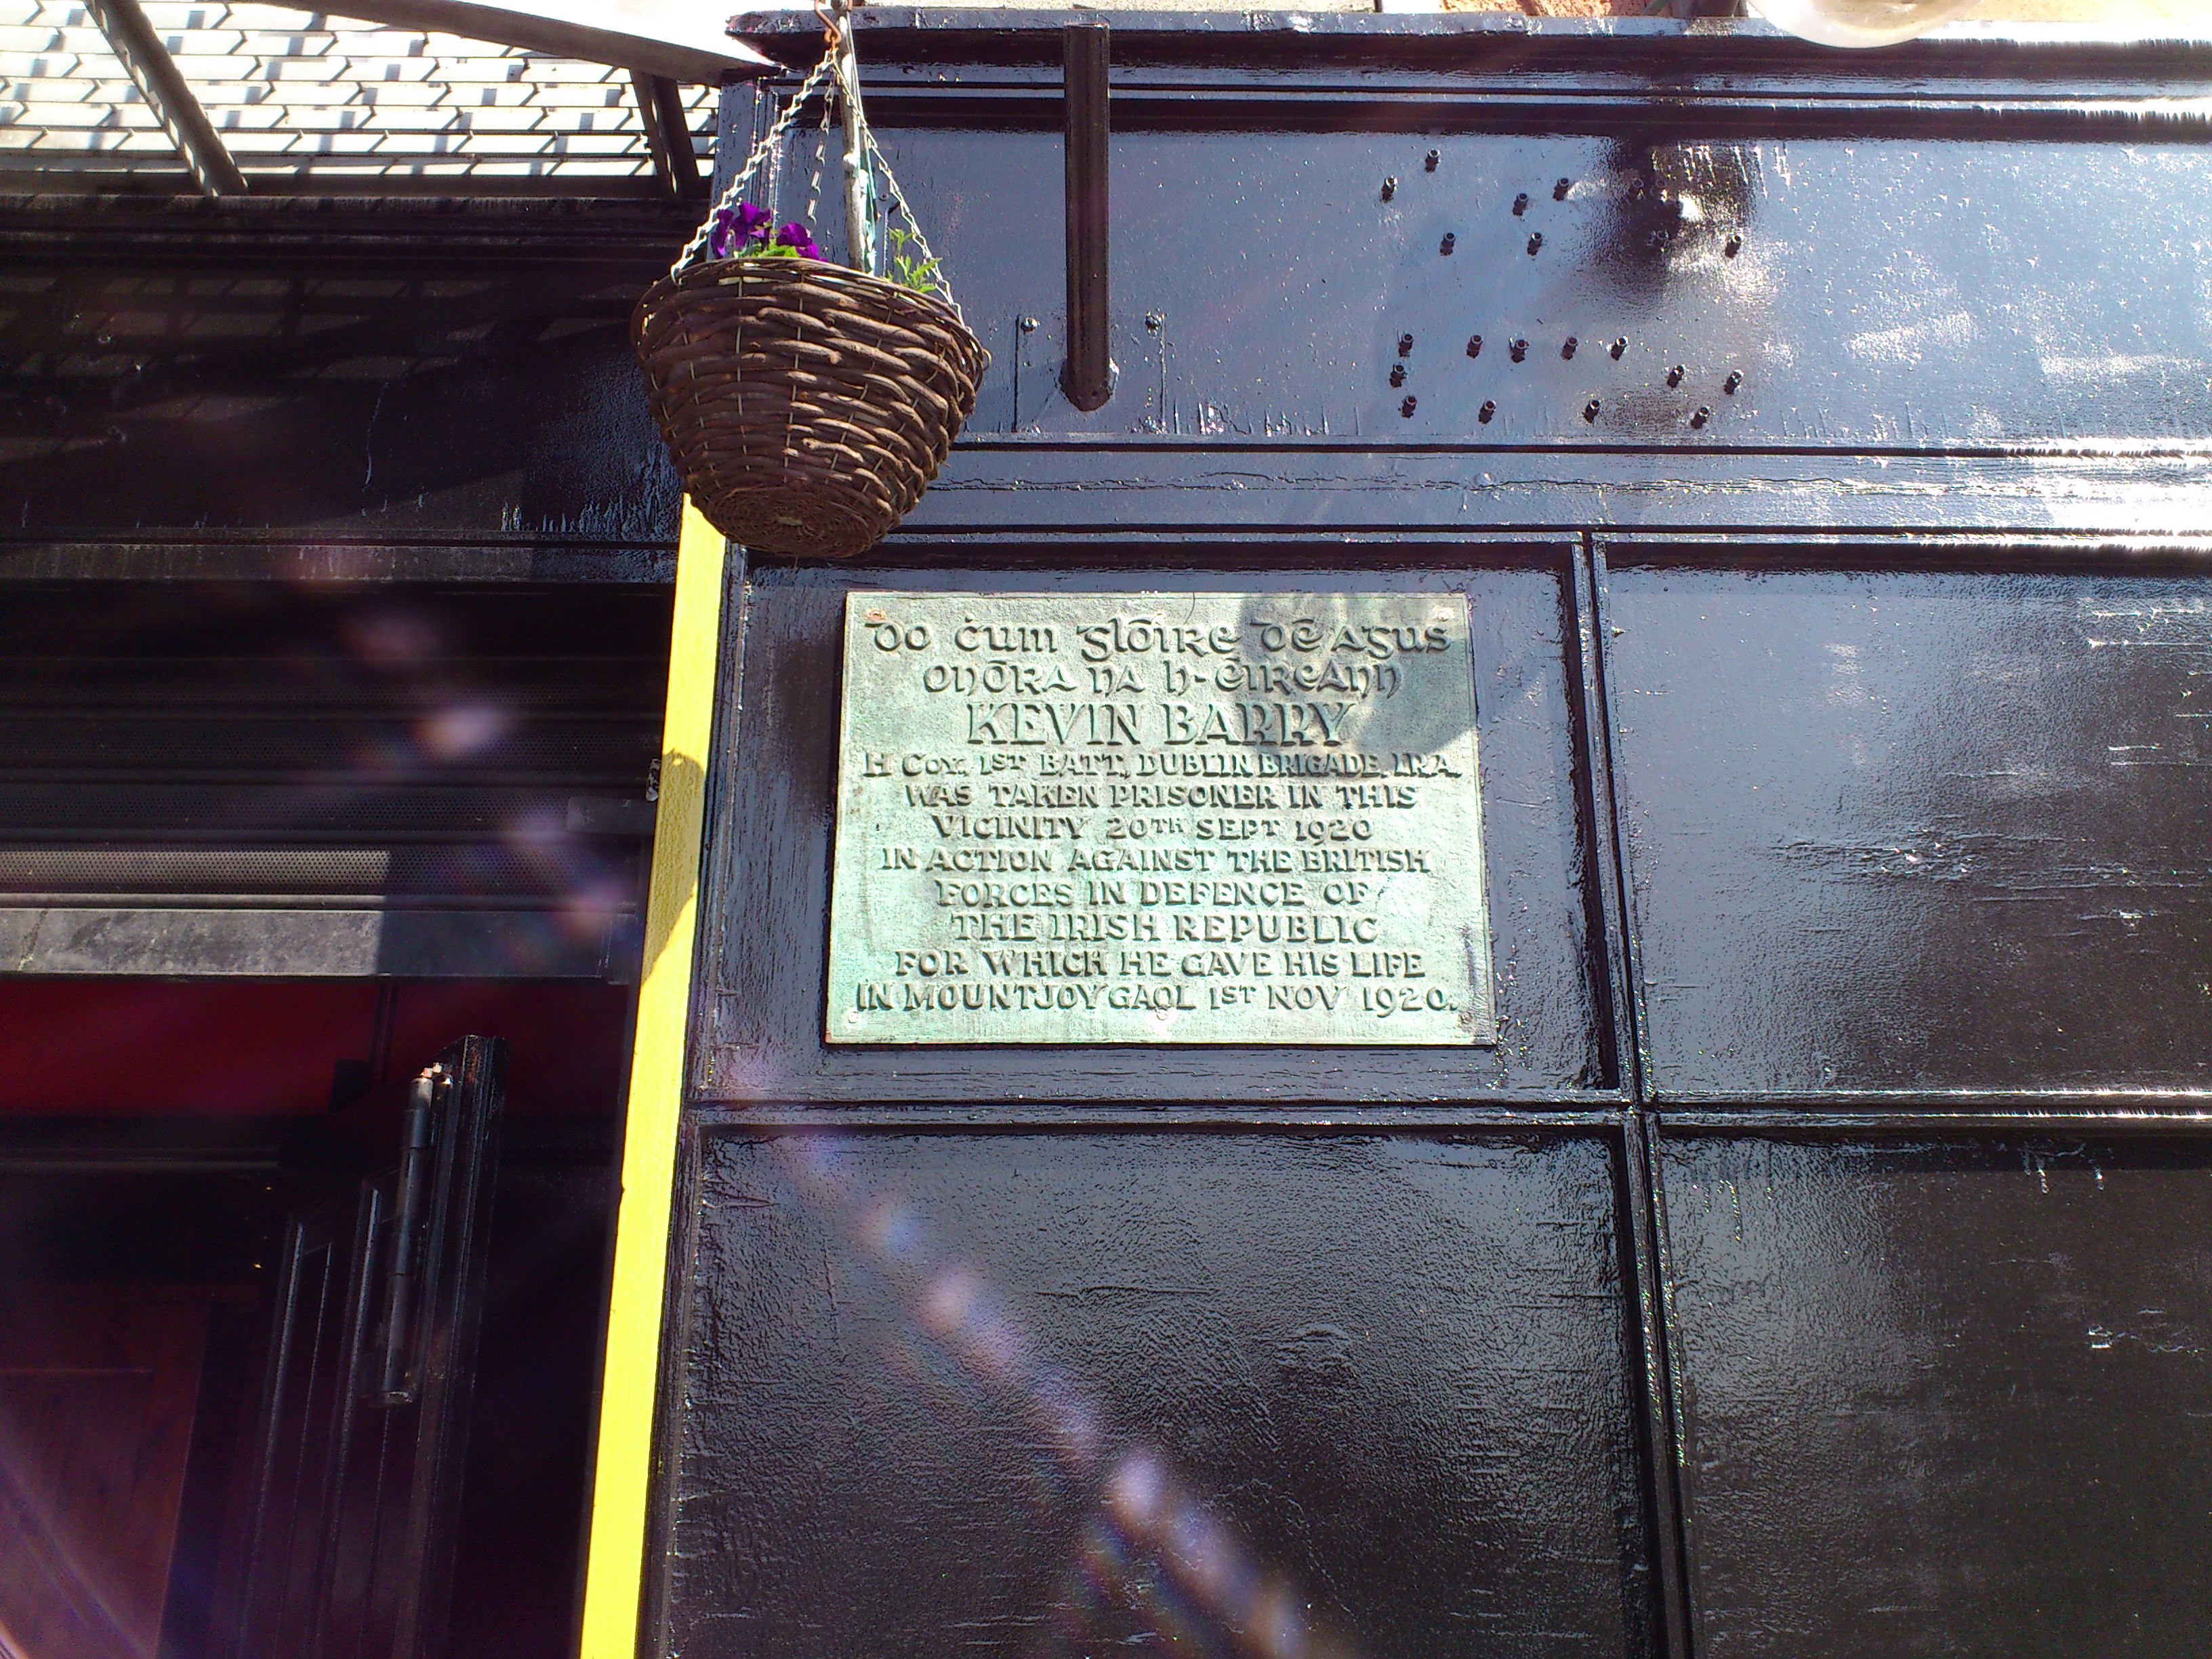 Do ċum glóire Dé agus
onóra na h-Éireann
KEVIN BARRY
H COY. 1ST BATT, DUBLIN BRIGADE, I.R.A.
WAS TAKEN PRISONER IN THIS
VICINITY 20TH SEPT 1920
IN ACTION AGAINST THE BRITISH
FORCES IN DEFENCE OF
THE IRISH REPUBLIC
FOR WHICH HE GAVE HIS LIFE
IN MOUNTJOY GAOL 1ST NOV 1920.